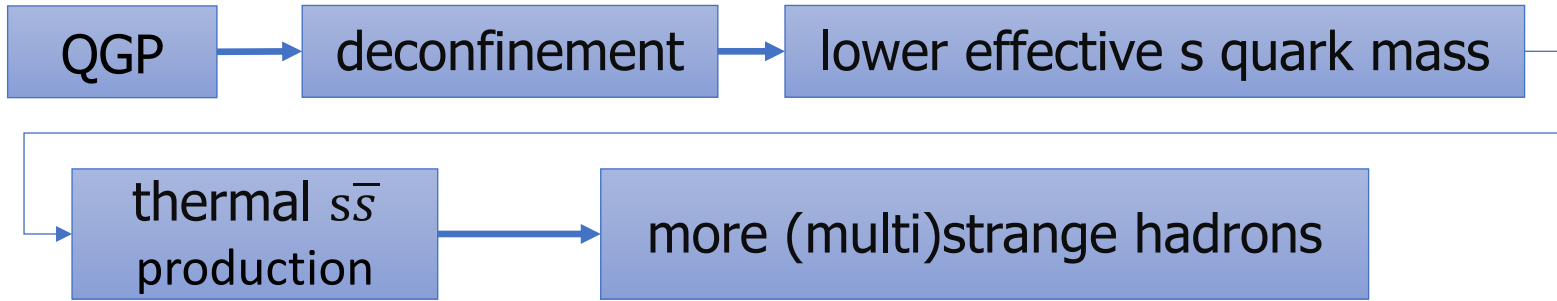 QGP
deconfinement
lower effective s quark mass
thermal ss̅
production
more (multi)strange hadrons